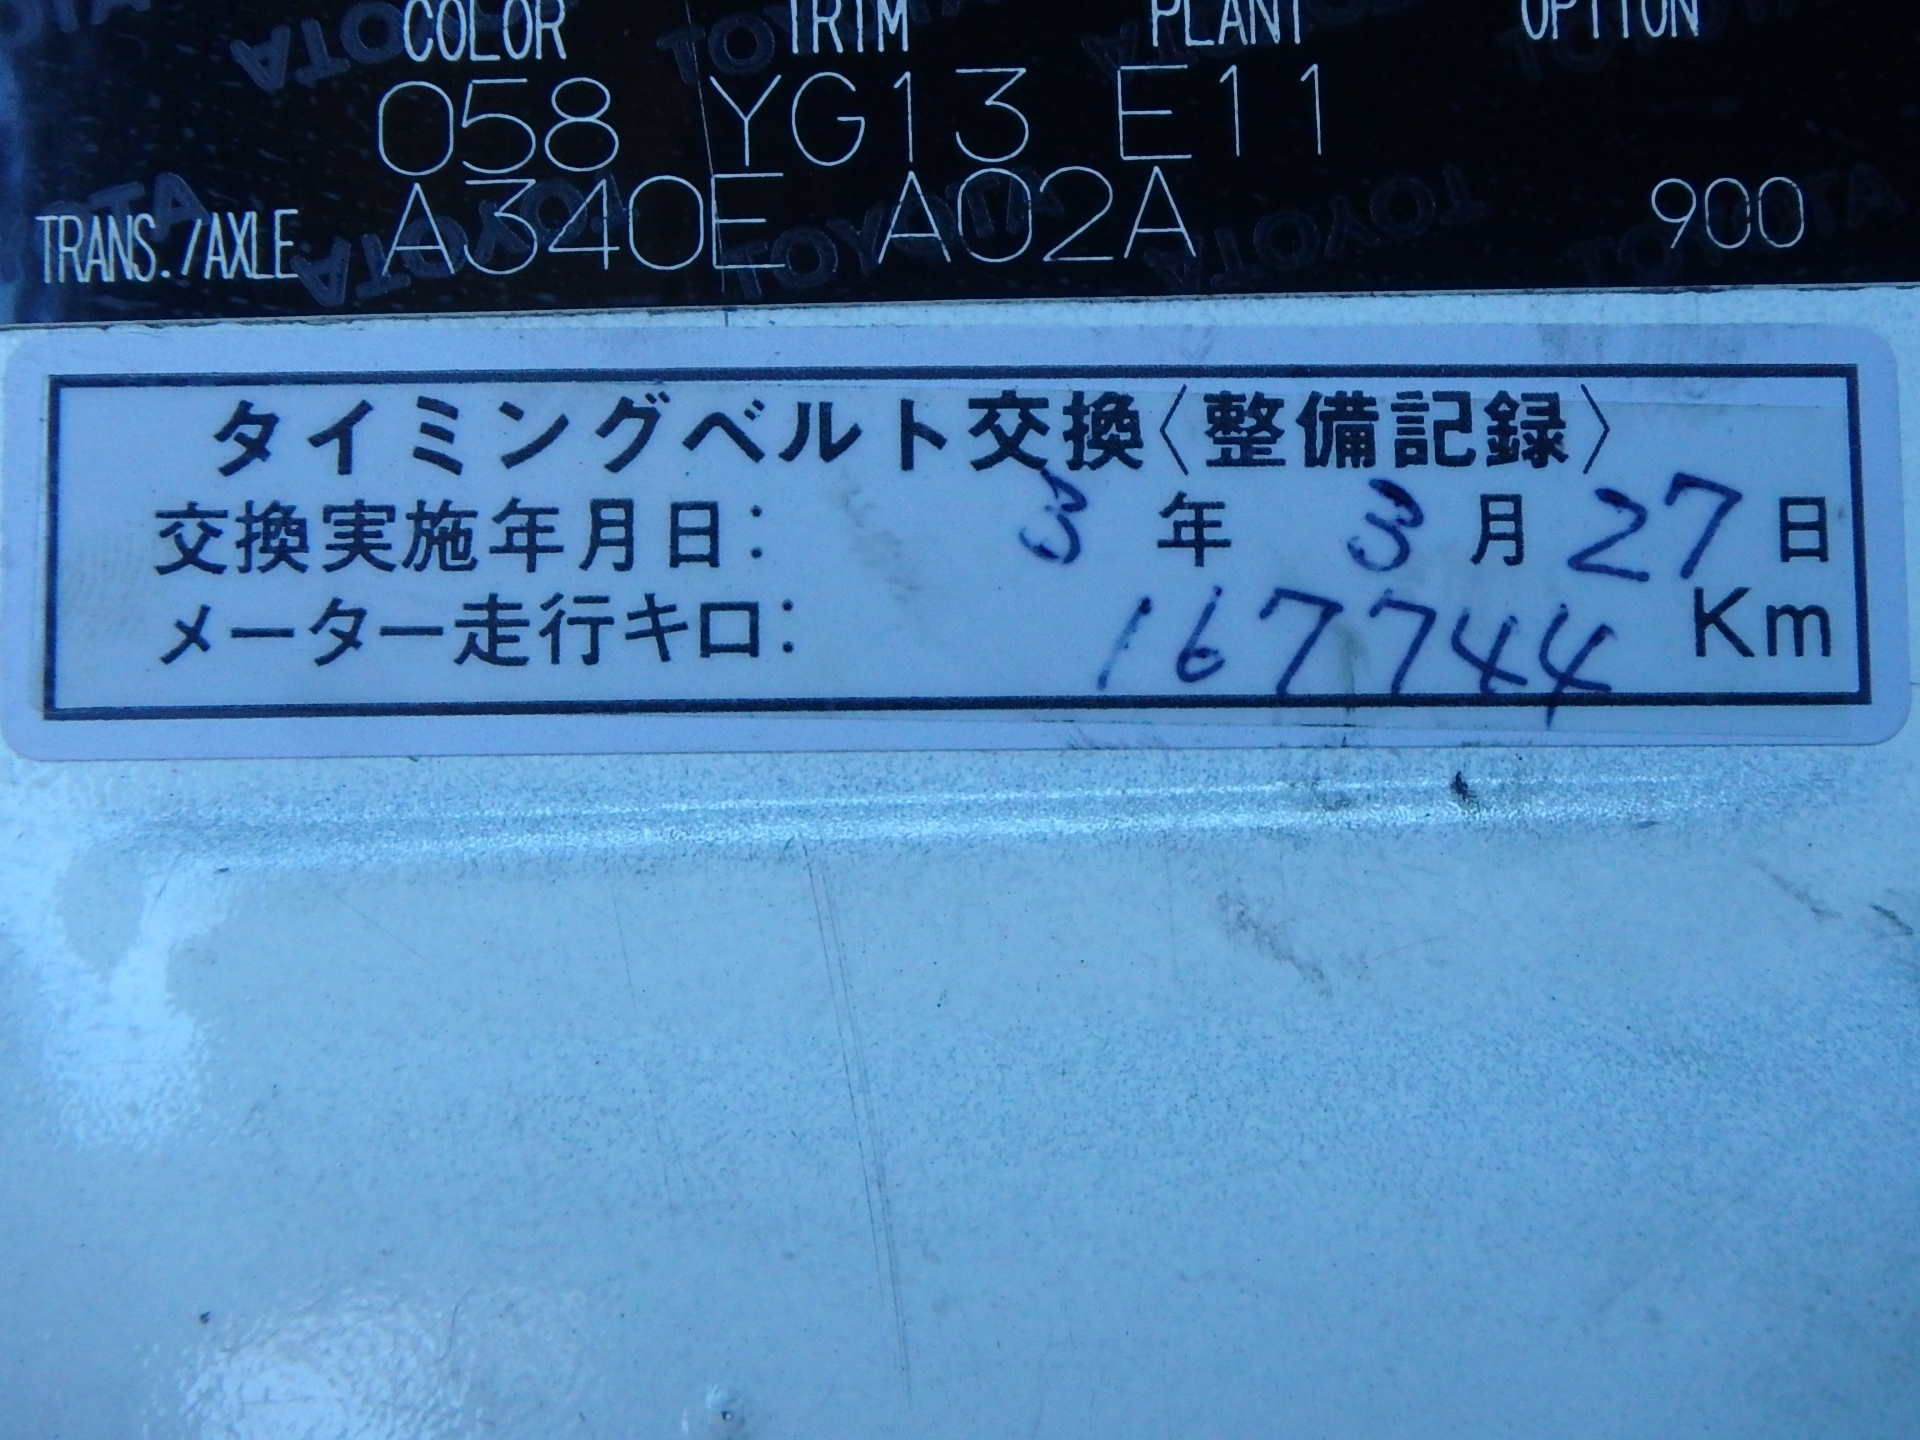 COLOR TRIM PLANT OPTION
058 YG13 E11
TRANS./AXLE A340E A02A 900
タイミングベルト交換〈整備記録〉
交換実施年月日: 3 年 3 月 27 日
メーター走行キロ: 167744 Km